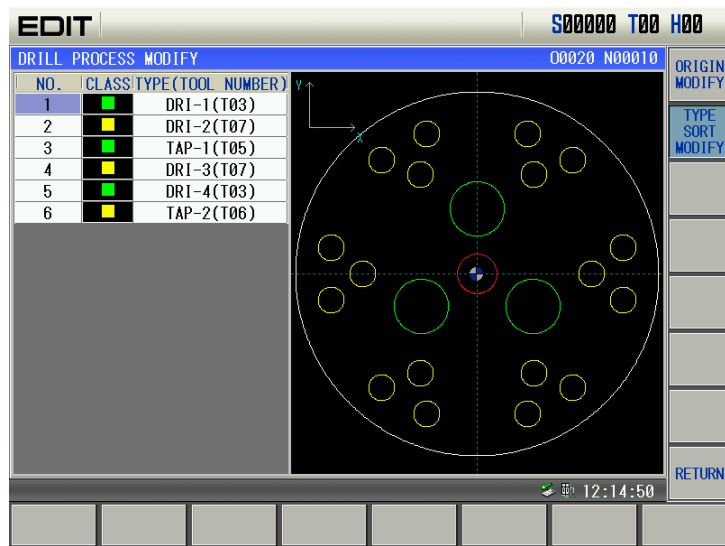 EDIT S00000 T00 H00
DRILL PROCESS MODIFY O0020 N00010
NO. CLASS TYPE(TOOL NUMBER)
1 DRI-1(T03)
2 DRI-2(T07)
3 TAP-1(T05)
4 DRI-3(T07)
5 DRI-4(T03)
6 TAP-2(T06)
Y
X
ORIGIN
MODIFY
TYPE
SORT
MODIFY
RETURN
12:14:50